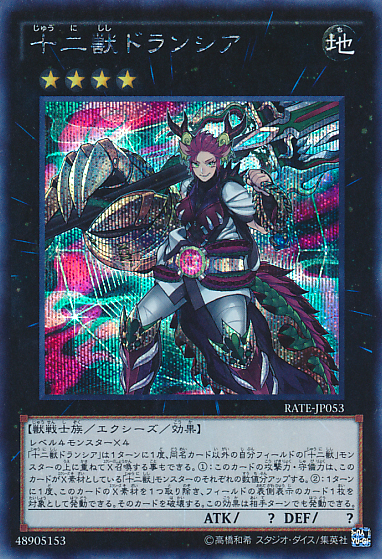 じゅうにしし
十二獣ドランシア
ち
地
RATE-JP053
【獣戦士族/エクシーズ/効果】
レベル4モンスター×4
「十二獣ドランシア」は1ターンに1度、同名カード以外の自分フィールドの「十二獣」モン
スターの上に重ねてX召喚する事もできる。①:このカードの攻撃力・守備力は、このカー
ドがX素材としている「十二獣」モンスターのそれぞれの数値分アップする。②:1ターン
に1度、このカードのX素材を1つ取り除き、フィールドの表側表示のカード1枚を
対象として発動できる。そのカードを破壊する。この効果は相手ターンでも発動できる。
ATK/ ? DEF/ ?
48905153
©高橋和希 スタジオ・ダイス/集英社